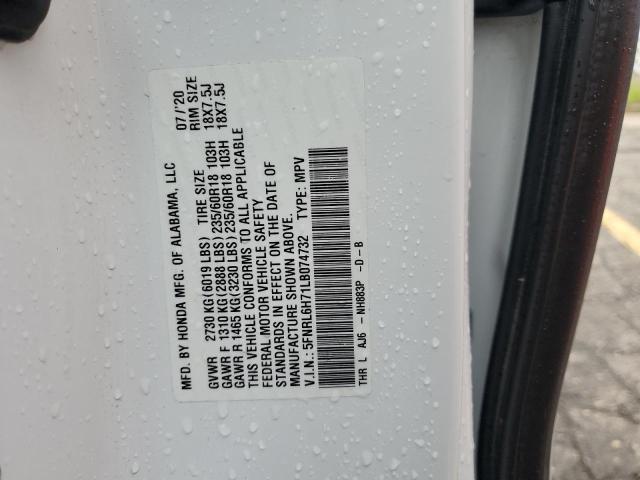 MFD. BY HONDA MFG. OF ALABAMA, LLC 07/'20
GVWR 2730 KG(6019 LBS) TIRE SIZE RIM SIZE
GAWR F 1310 KG(2888 LBS) 235/60R18 103H 18X7.5J
GAWR R 1465 KG(3230 LBS) 235/60R18 103H 18X7.5J
THIS VEHICLE CONFORMS TO ALL APPLICABLE
FEDERAL MOTOR VEHICLE SAFETY
STANDARDS IN EFFECT ON THE DATE OF
MANUFACTURE SHOWN ABOVE.
V.I.N.: 5FNRL6H71LB074732 TYPE: MPV
THR L AJ6 - NH883P -D-B